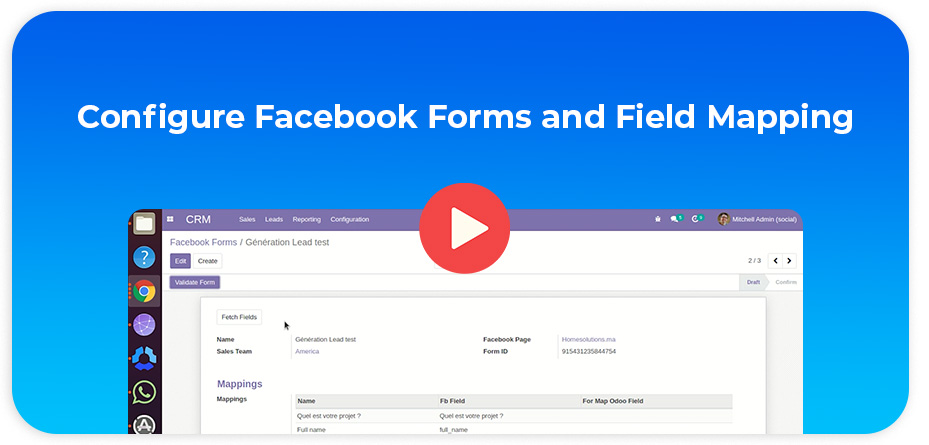 Configure Facebook Forms and Field Mapping
CRM Sales Leads Reporting Configuration Mitchell Admin (social)
Facebook Forms / Génération Lead test
Edit Create 2 / 3
Validate Form Draft Confirm
Fetch Fields
Name Génération Lead test Facebook Page Homesolutions.ma
Sales Team America Form ID 915431235844754
Mappings
Mappings Name Fb Field For Map Odoo Field
Quel est votre projet ? Quel est votre projet ?
Full name full_name